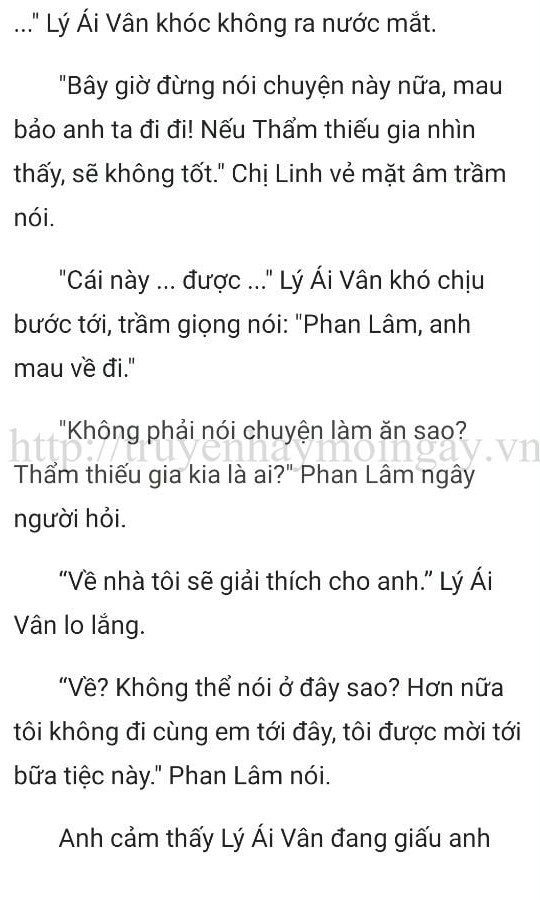 ..." Lý Ái Vân khóc không ra nước mắt.
"Bây giờ đừng nói chuyện này nữa, mau
bảo anh ta đi đi! Nếu Thẩm thiếu gia nhìn
thấy, sẽ không tốt." Chị Linh vẻ mặt âm trầm
nói.
"Cái này ... được ..." Lý Ái Vân khó chịu
bước tới, trầm giọng nói: "Phan Lâm, anh
mau về đi."
"Không phải nói chuyện làm ăn sao?
http://truyenhaymoingay.vn
Thẩm thiếu gia kia là ai?" Phan Lâm ngây
người hỏi.
“Về nhà tôi sẽ giải thích cho anh.” Lý Ái
Vân lo lắng.
“Về? Không thể nói ở đây sao? Hơn nữa
tôi không đi cùng em tới đây, tôi được mời tới
bữa tiệc này." Phan Lâm nói.
Anh cảm thấy Lý Ái Vân đang giấu anh